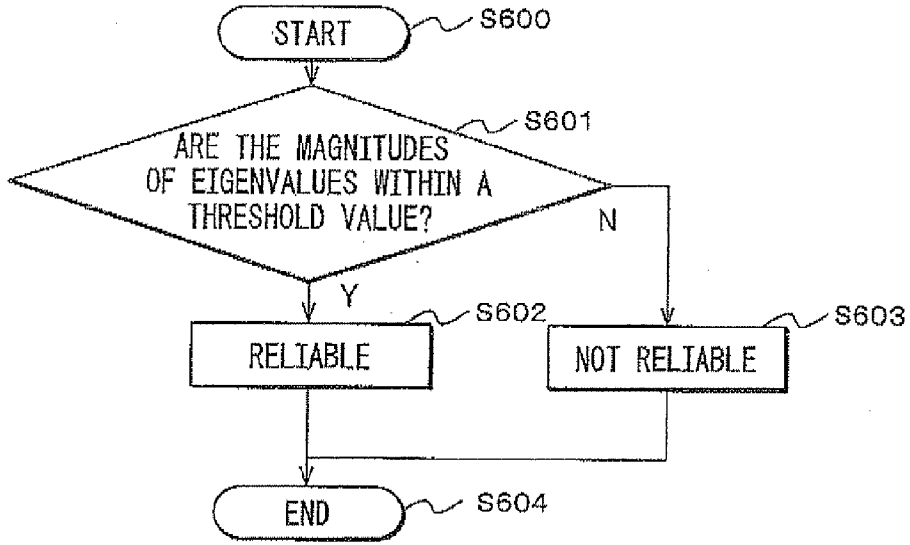 START
S600
S601
ARE THE MAGNITUDES
OF EIGENVALUES WITHIN A
THRESHOLD VALUE?
N
Y
S602
S603
RELIABLE
NOT RELIABLE
END
S604